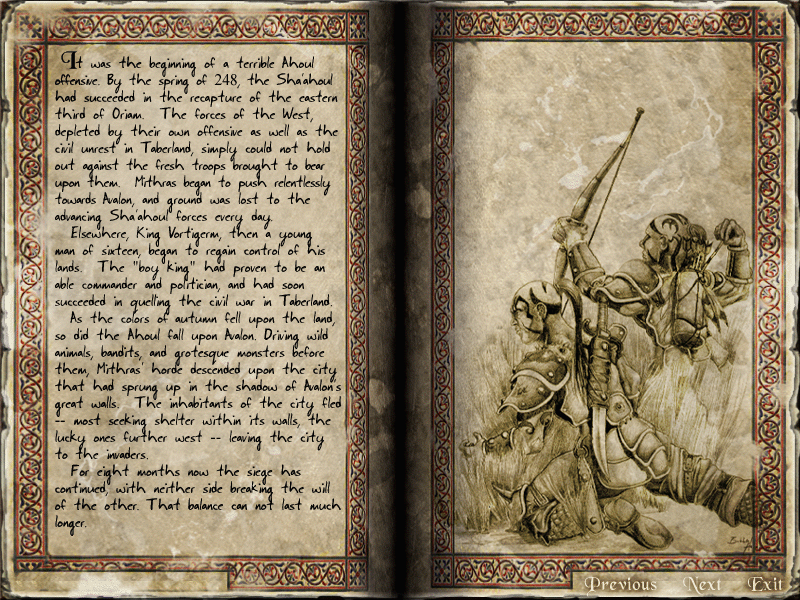 It was the beginning of a terrible Ahoul
offensive. By the spring of 248, the Sha'ahoul
had succeeded in the recapture of the eastern
third of Oriam. The forces of the West,
depleted by their own offensive as well as the
civil unrest in Taberland, simply could not hold
out against the fresh troops brought to bear
upon them. Mithras began to push relentlessly
towards Avalon, and ground was lost to the
advancing Sha'ahoul forces every day.
Elsewhere, King Vortigerm, then a young
man of sixteen, began to regain control of his
lands. The "boy king" had proven to be an
able commander and politician, and had soon
succeeded in quelling the civil war in Taberland.
As the colors of autumn fell upon the land,
so did the Ahoul fall upon Avalon. Driving wild
animals, bandits, and grotesque monsters before
them, Mithras' horde descended upon the city
that had sprung up in the shadow of Avalon's
great walls. The inhabitants of the city fled
-- most seeking shelter within its walls, the
lucky ones further west -- leaving the city
to the invaders.
For eight months now the siege has
continued, with neither side breaking the will
of the other. That balance can not last much
longer.
Previous Next Exit